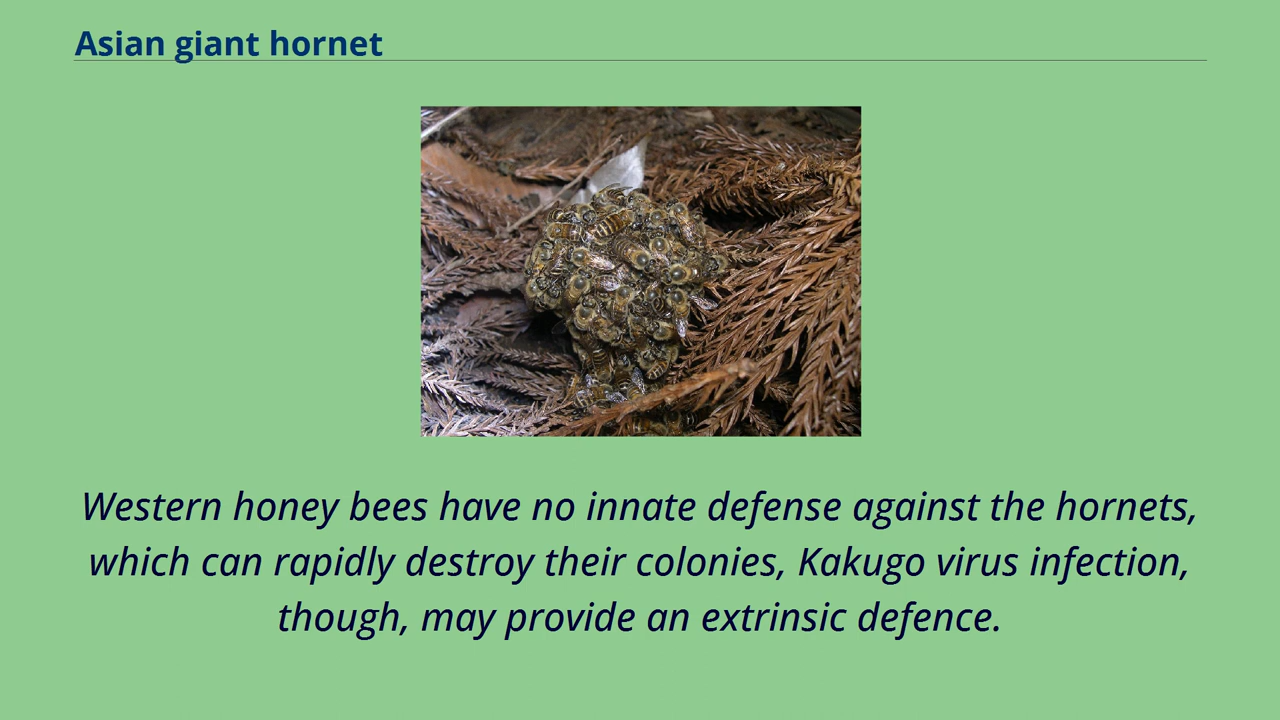 Asian giant hornet
Western honey bees have no innate defense against the hornets,
which can rapidly destroy their colonies, Kakugo virus infection,
though, may provide an extrinsic defence.